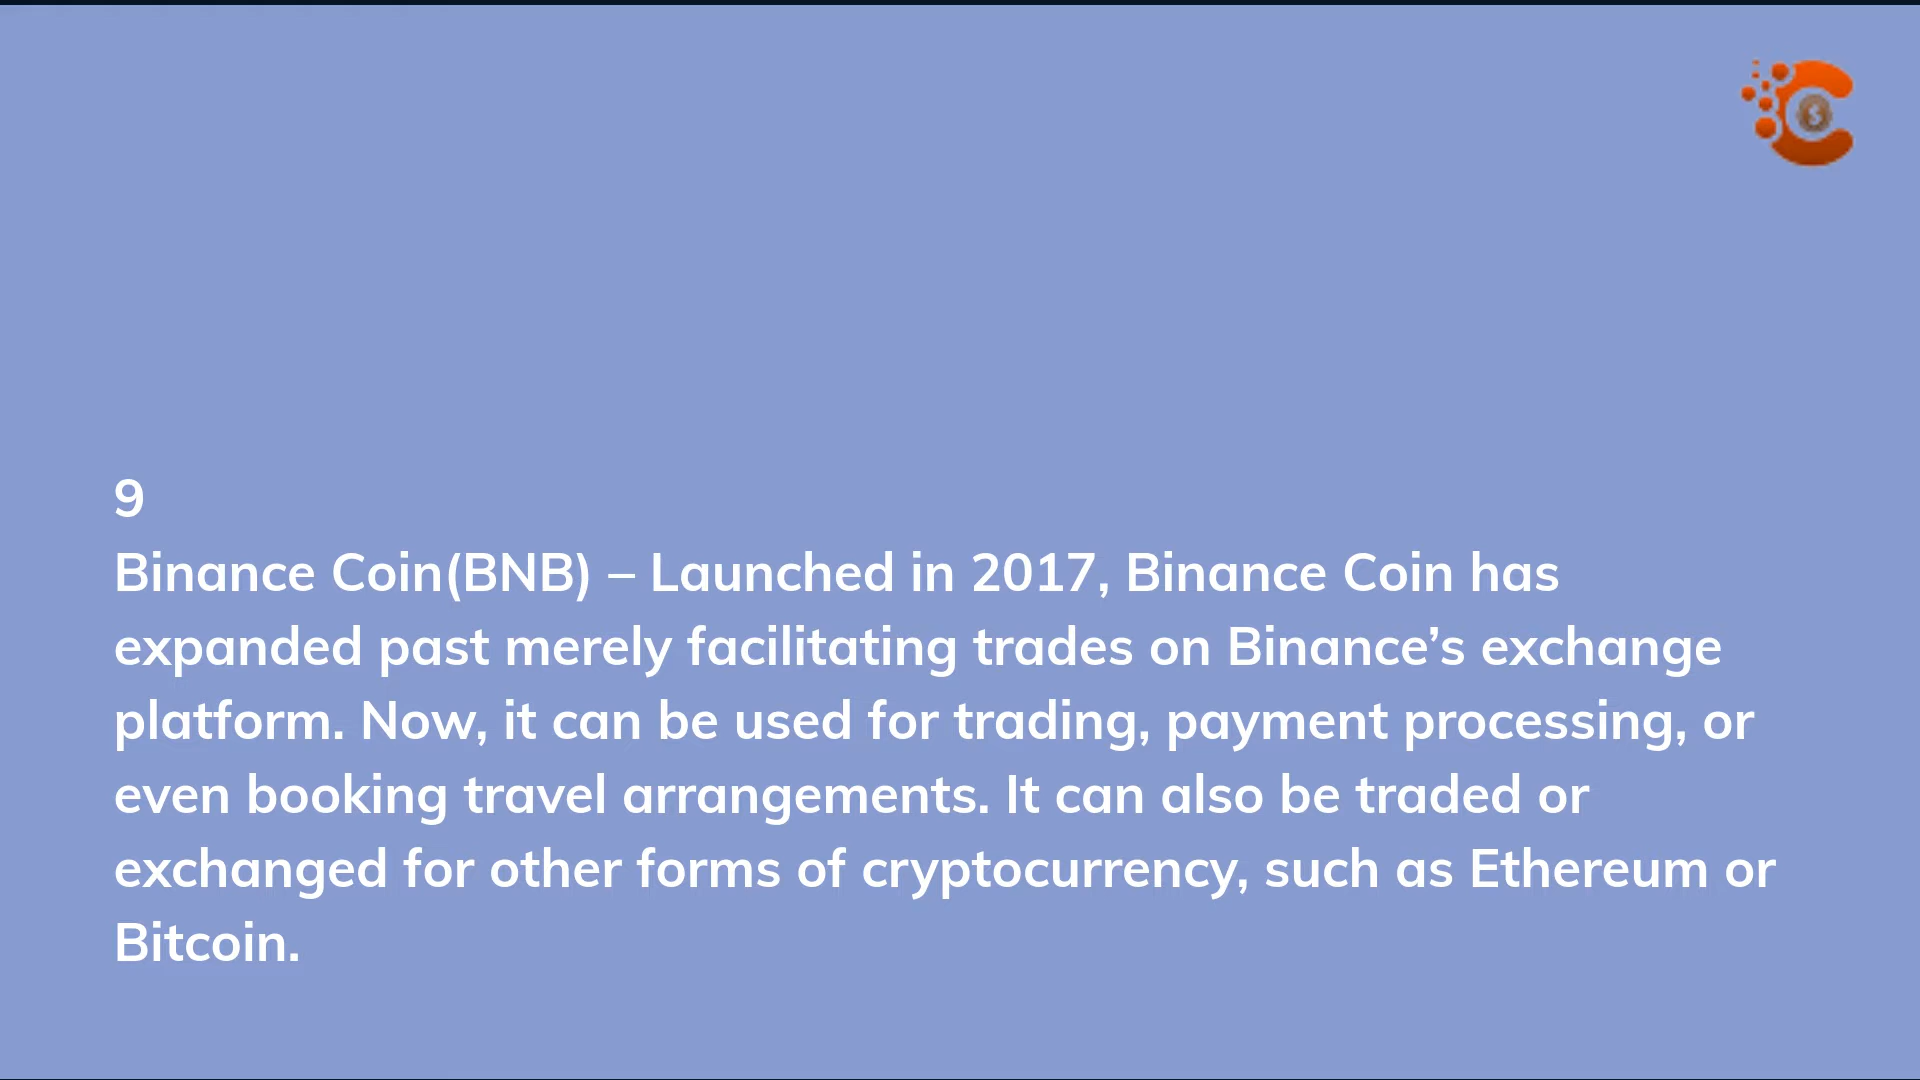 9
Binance Coin(BNB) – Launched in 2017, Binance Coin has
expanded past merely facilitating trades on Binance’s exchange
platform. Now, it can be used for trading, payment processing, or
even booking travel arrangements. It can also be traded or
exchanged for other forms of cryptocurrency, such as Ethereum or
Bitcoin.